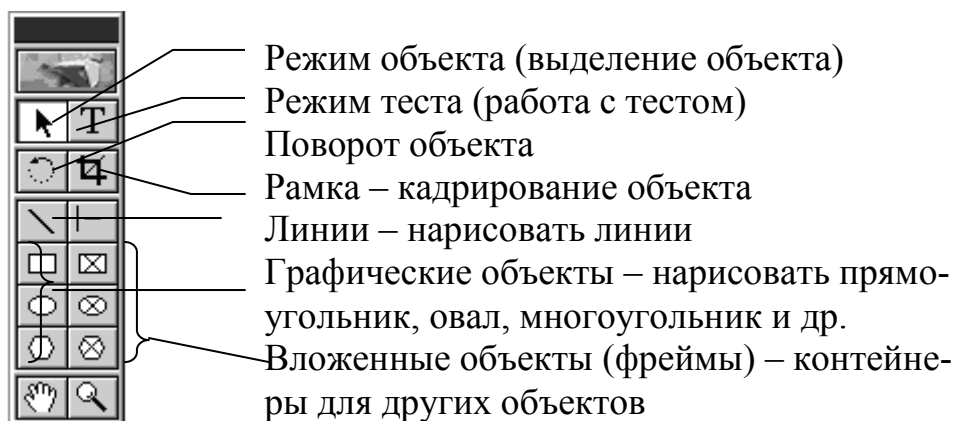 Режим объекта (выделение объекта)
T
Режим теста (работа с тестом)
Поворот объекта
Рамка – кадрирование объекта
Линии – нарисовать линии
Графические объекты – нарисовать прямо-
угольник, овал, многоугольник и др.
Вложенные объекты (фреймы) – контейне-
ры для других объектов